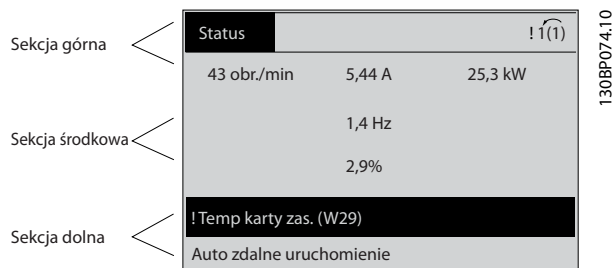 Sekcja górna
Status
! 1(1)
43 obr./min 5,44 A 25,3 kW
Sekcja środkowa
1,4 Hz
2,9%
! Temp karty zas. (W29)
Sekcja dolna
Auto zdalne uruchomienie
130BP074.10